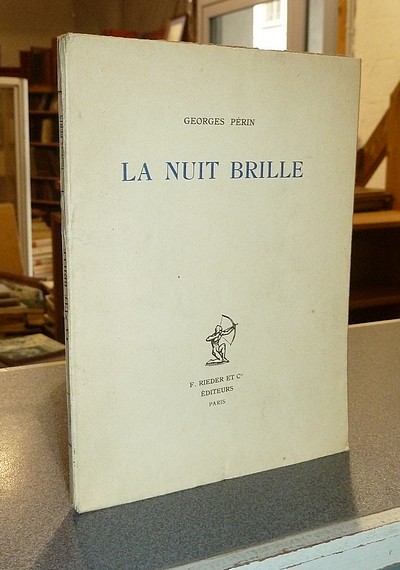 GEORGES PÉRIN
LA NUIT BRILLE
F. RIEDER ET Cie
ÉDITEURS
PARIS